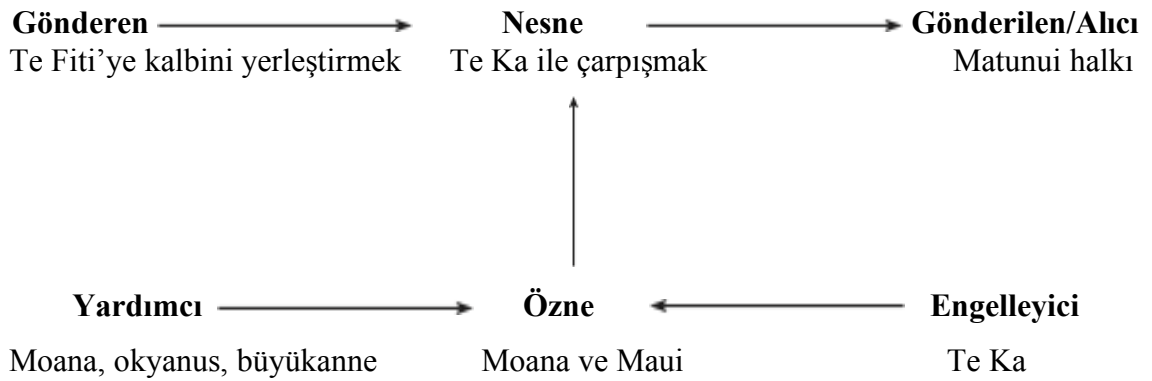 Gönderen Nesne Gönderilen/Alıcı
Te Fiti’ye kalbini yerleştirmek Te Ka ile çarpışmak Matunui halkı
Yardımcı Özne Engelleyici
Moana, okyanus, büyükanne Moana ve Maui Te Ka